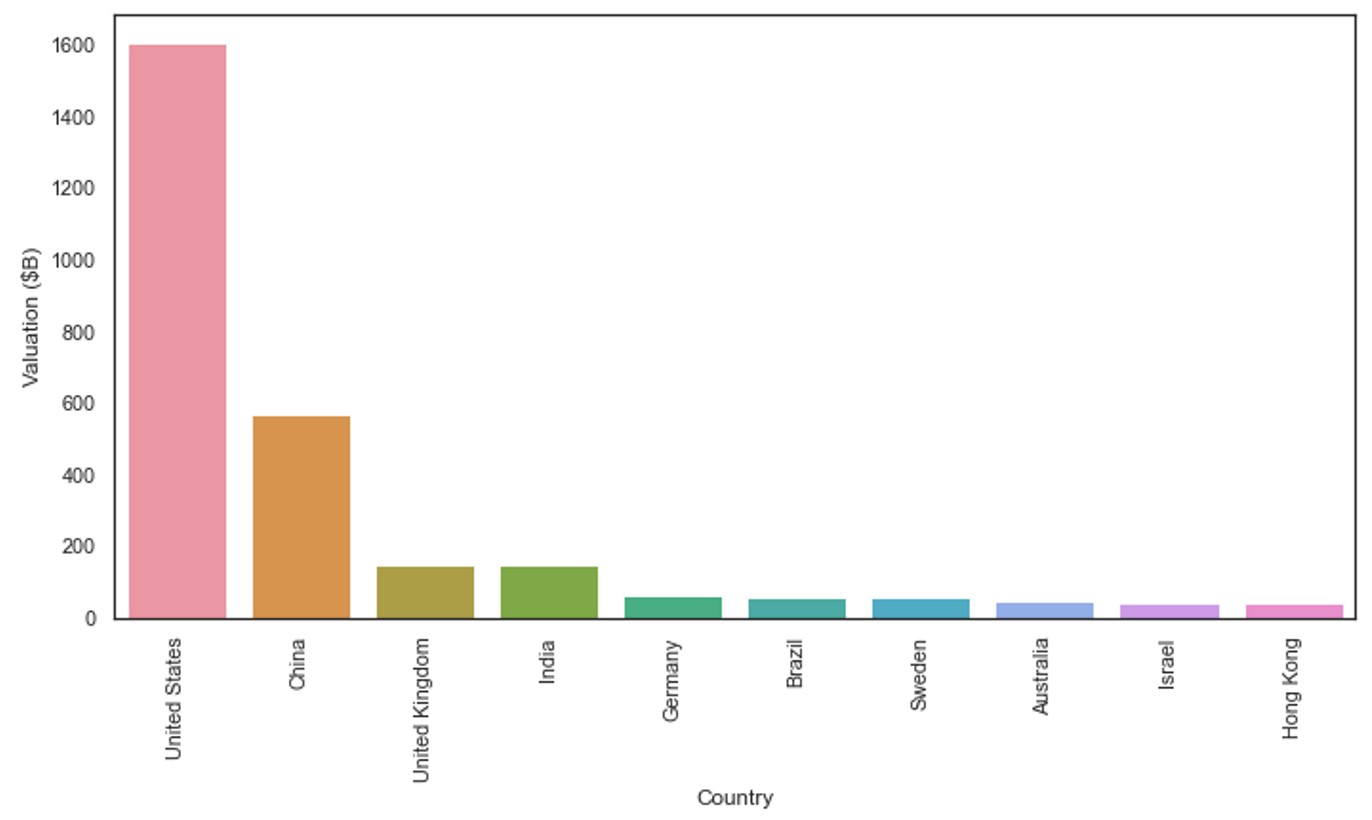 1600
1400
1200
1000
800
600
400
200
0
Valuation ($B)
United States
China
United Kingdom
India
Germany
Brazil
Sweden
Australia
Israel
Hong Kong
Country